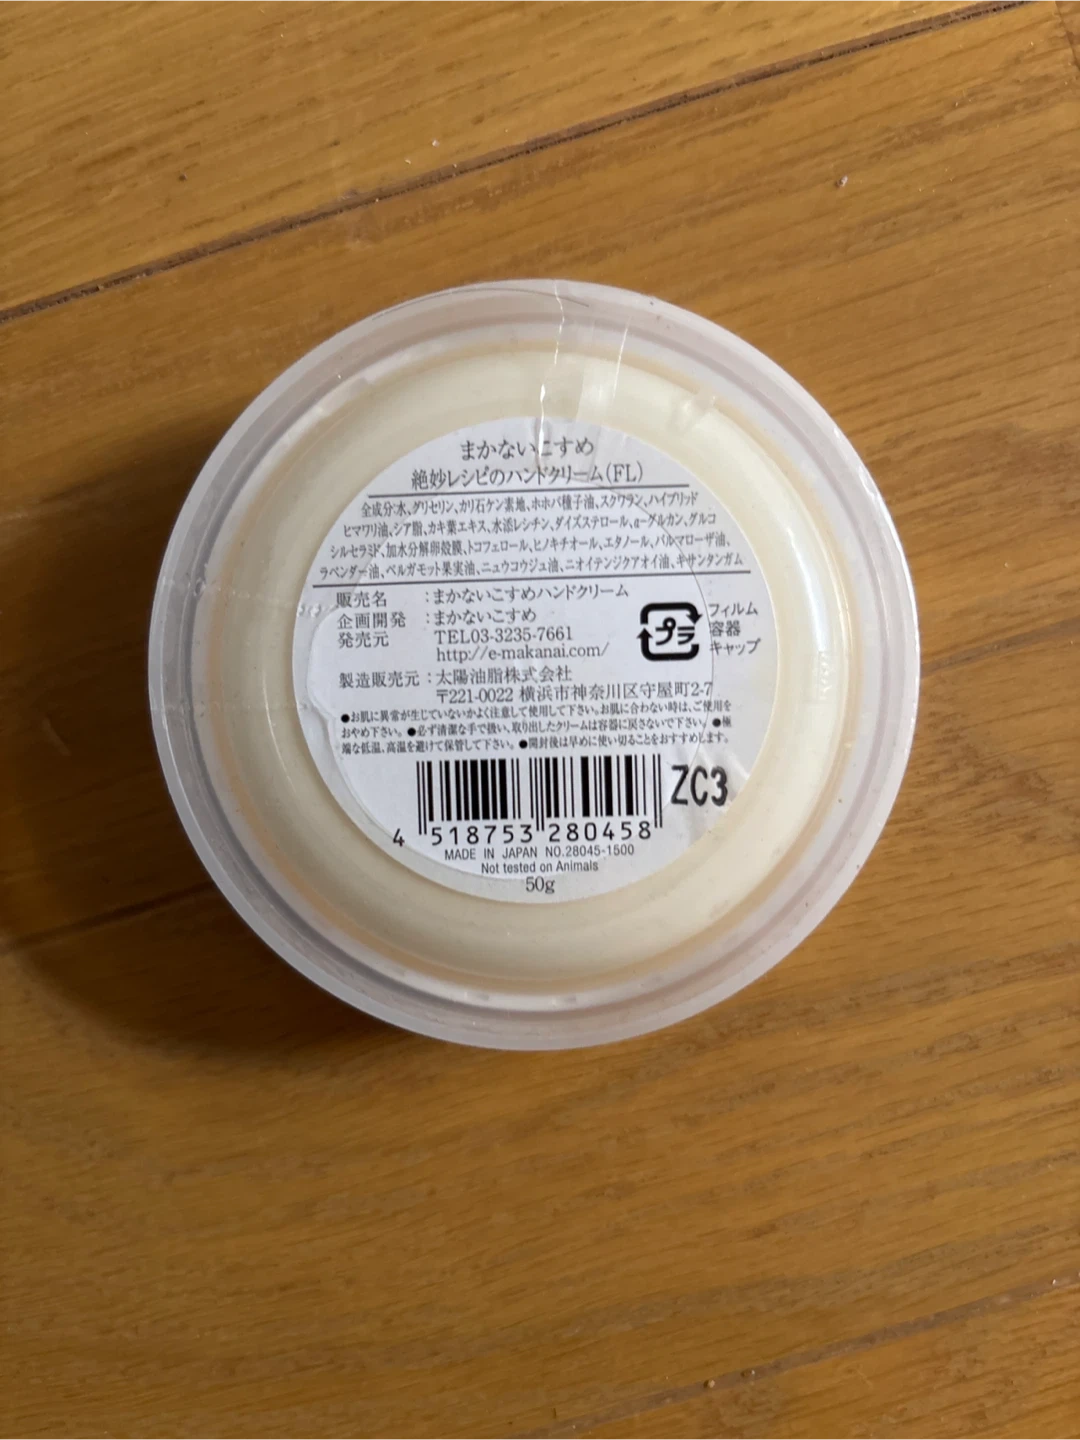 まかないこすめ
絶妙レシピのハンドクリーム(FL)
全成分:水、グリセリン、カリ石ケン素地、ホホバ種子油、スクワラン、ハイブリッド
ヒマワリ油、シア脂、カキ葉エキス、水添レシチン、ダイズステロール、α-グルカン、グルコ
シルセラミド、加水分解卵殻膜、トコフェロール、ヒノキチオール、エタノール、パルマローザ油、
ラベンダー油、ベルガモット果実油、ニュウコウジュ油、ニオイテンジクアオイ油、キサンタンガム
販売名 :まかないこすめハンドクリーム
企画開発 :まかないこすめ
発売元 TEL03-3235-7661
http://e-makanai.com/
製造販売元:太陽油脂株式会社
〒221-0022 横浜市神奈川区守屋町2-7
プラ
フィルム
容器
キャップ
●お肌に異常が生じていないかよく注意して使用して下さい。お肌に合わない時は、ご使用を
おやめ下さい。●必ず清潔な手で扱い、取り出したクリームは容器に戻さないで下さい。●極
端な低温、高温を避けて保管して下さい。●開封後は早めに使い切ることをおすすめします。
ZC3
4 518753 280458
MADE IN JAPAN NO.28045-1500
Not tested on Animals
50g